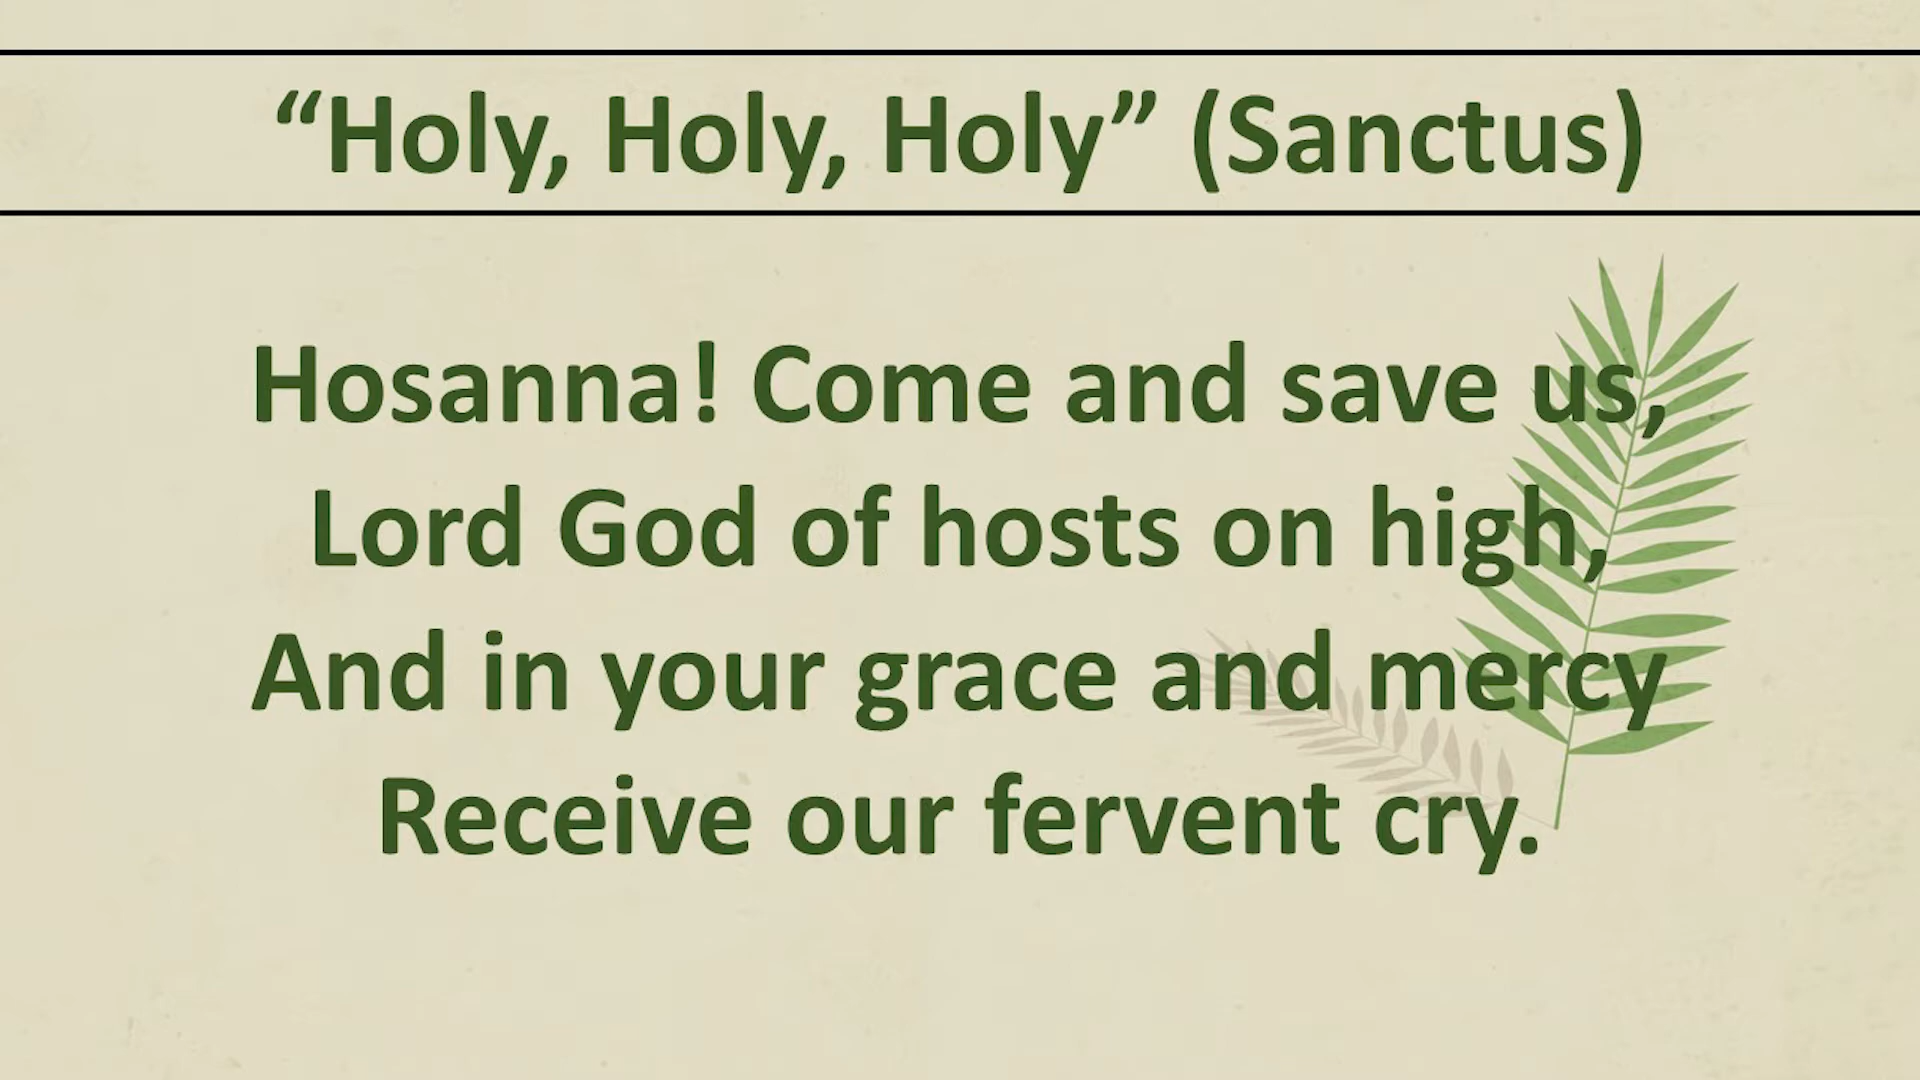 “Holy, Holy, Holy” (Sanctus)
Hosanna! Come and save us,
Lord God of hosts on high,
And in your grace and mercy
Receive our fervent cry.